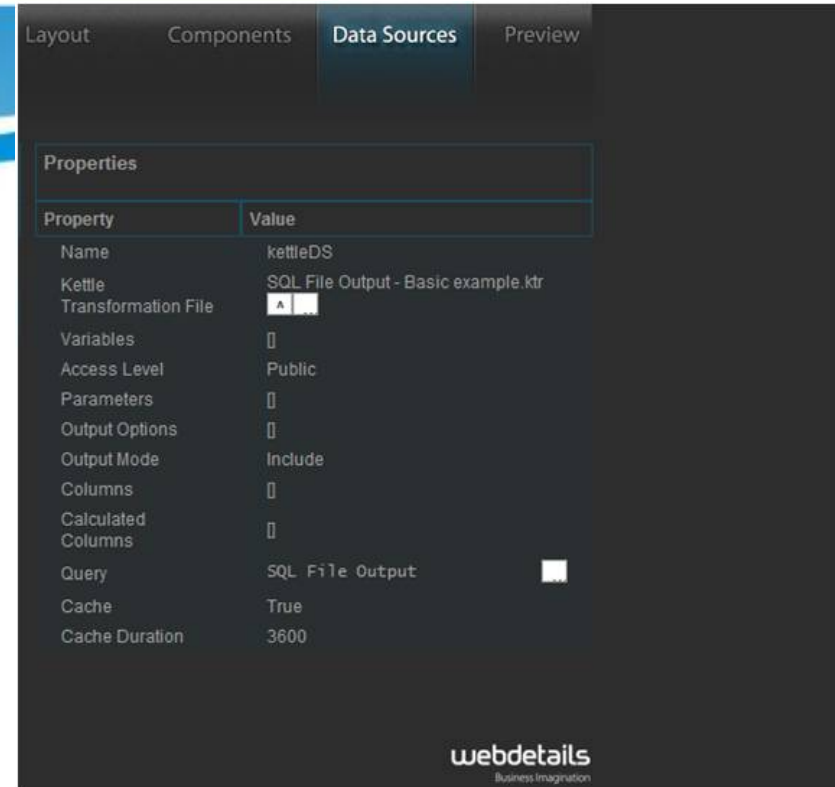 Layout Components Data Sources Preview
Properties
Property Value
Name kettleDS
Kettle SQL File Output - Basic example.ktr
Transformation File ^ ...
Variables []
Access Level Public
Parameters []
Output Options []
Output Mode Include
Columns []
Calculated
Columns []
Query SQL File Output ...
Cache True
Cache Duration 3600
webdetails
Business Imagination